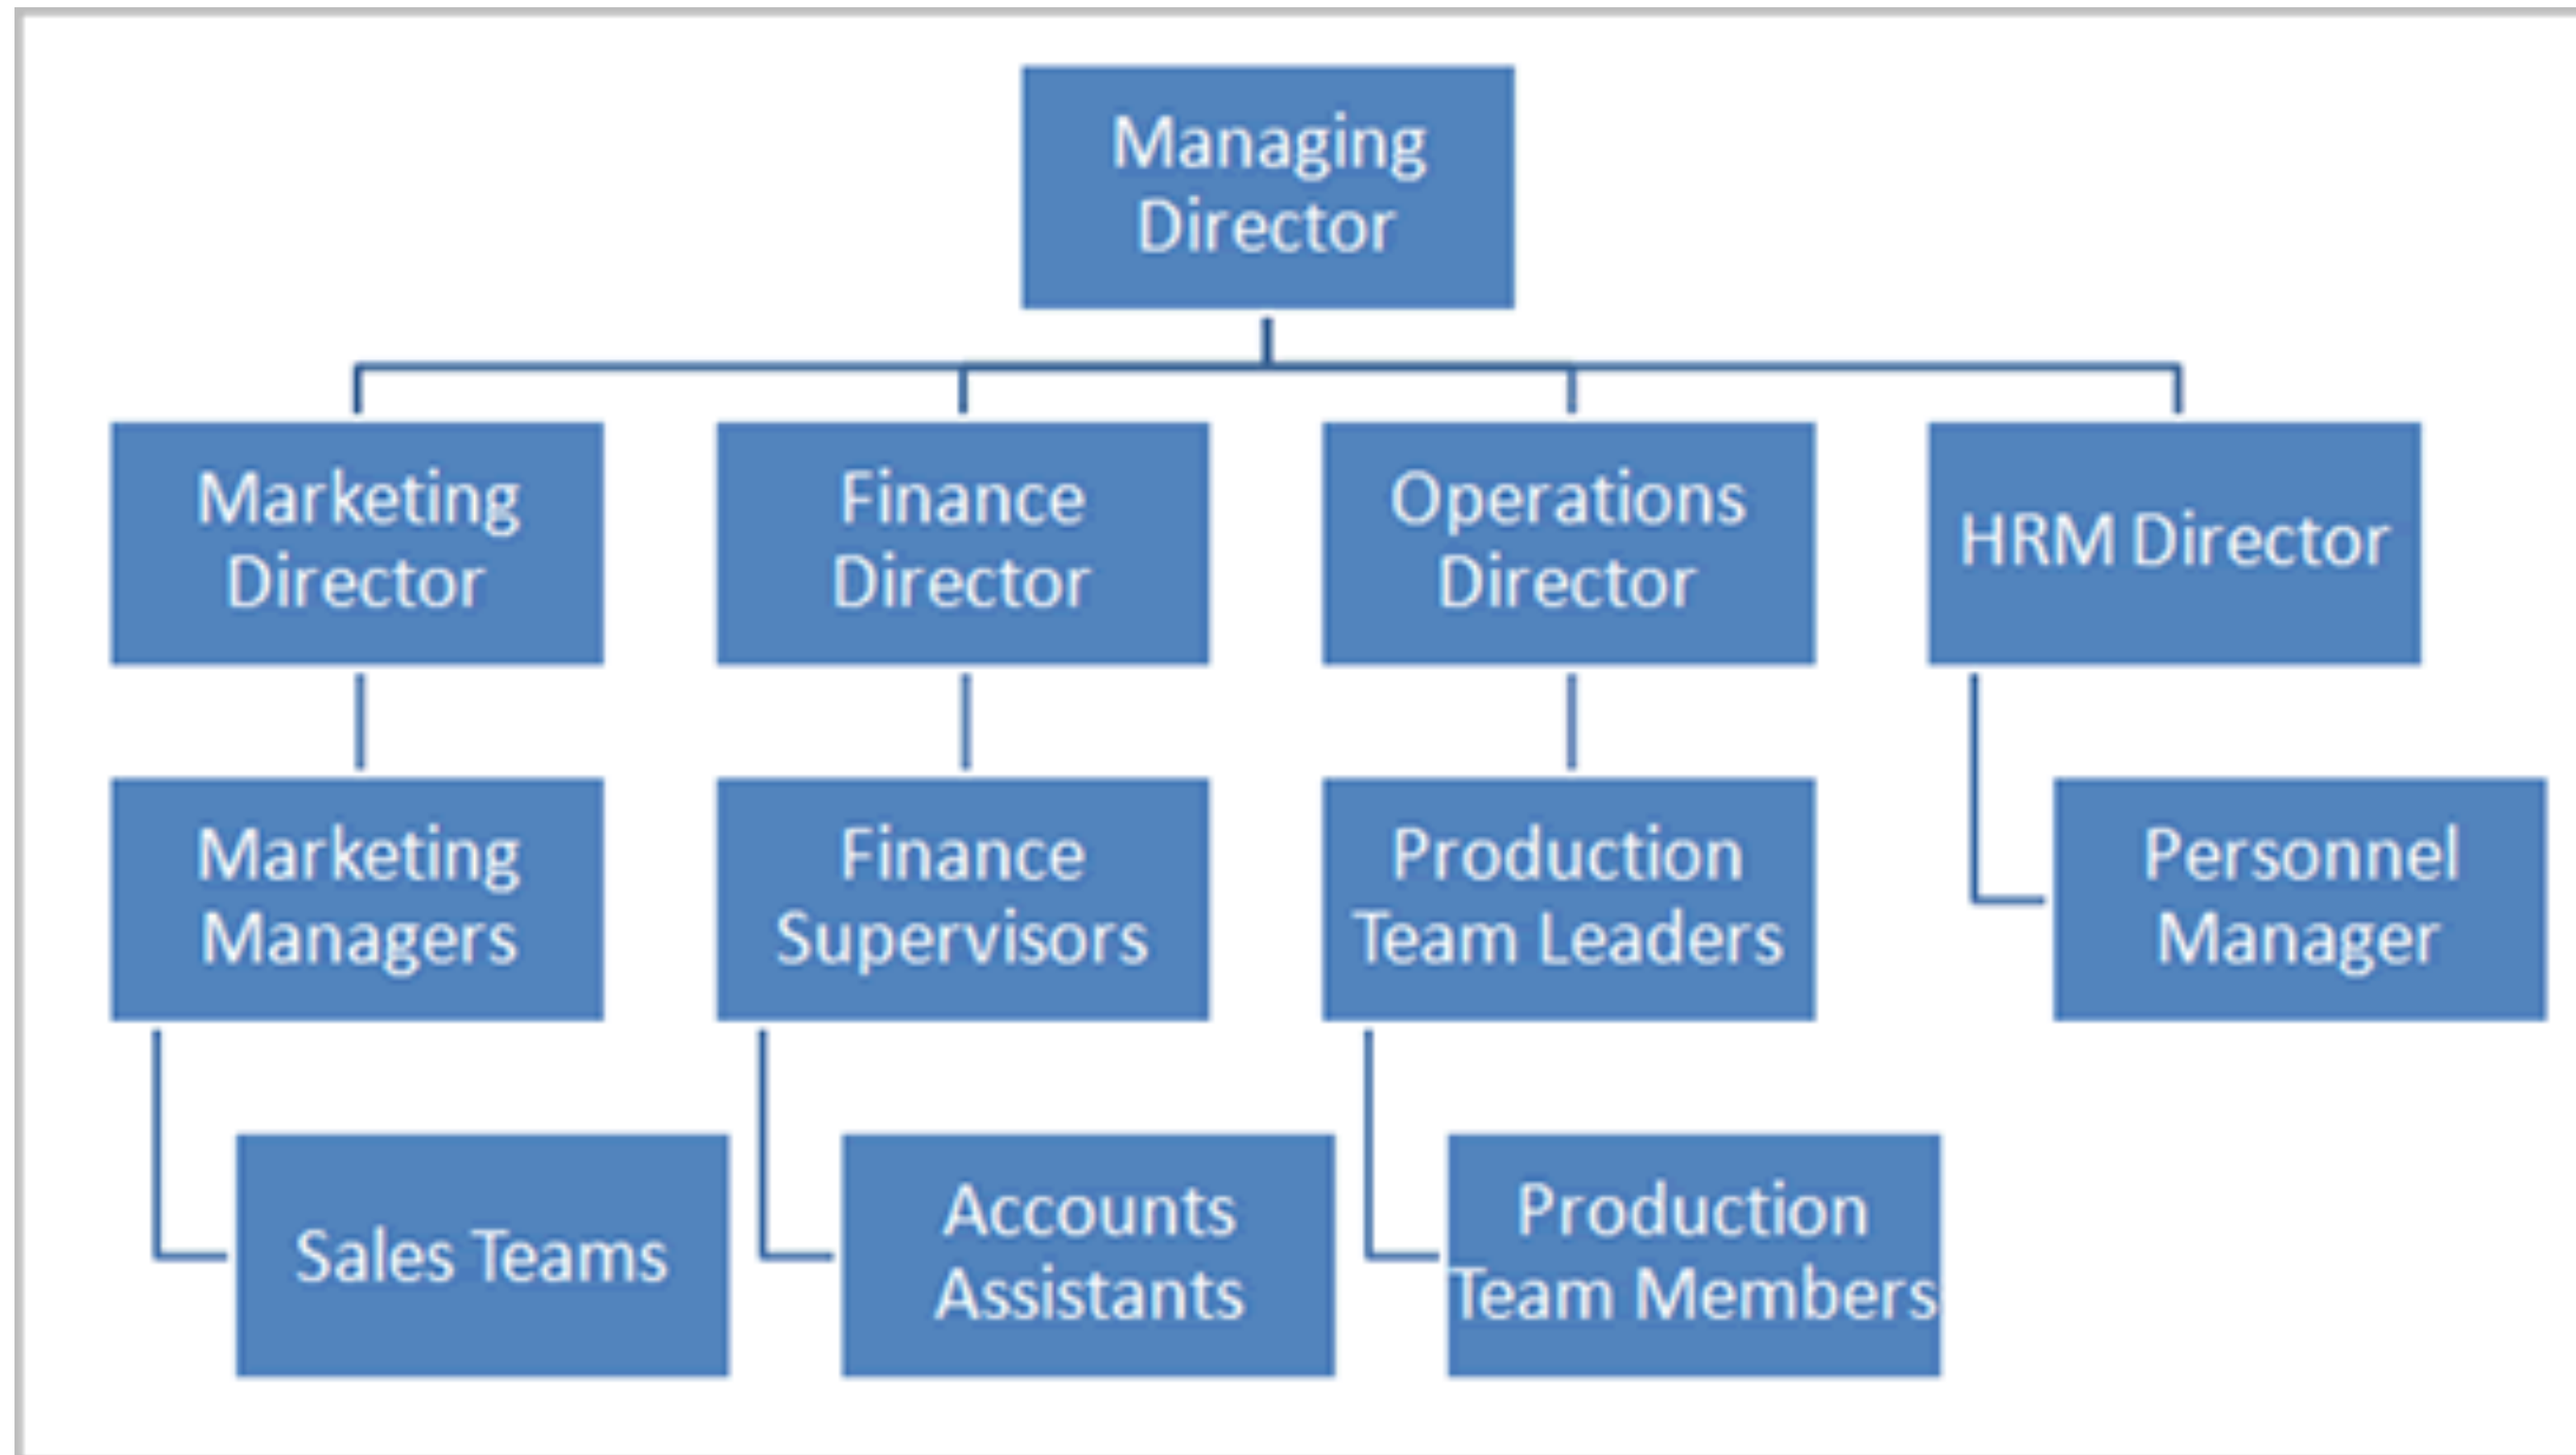 Managing
Director
Marketing
Director
Finance
Director
Operations
Director
HRM Director
Marketing
Managers
Finance
Supervisors
Production
Team Leaders
Personnel
Manager
Sales Teams
Accounts
Assistants
Production
Team Members